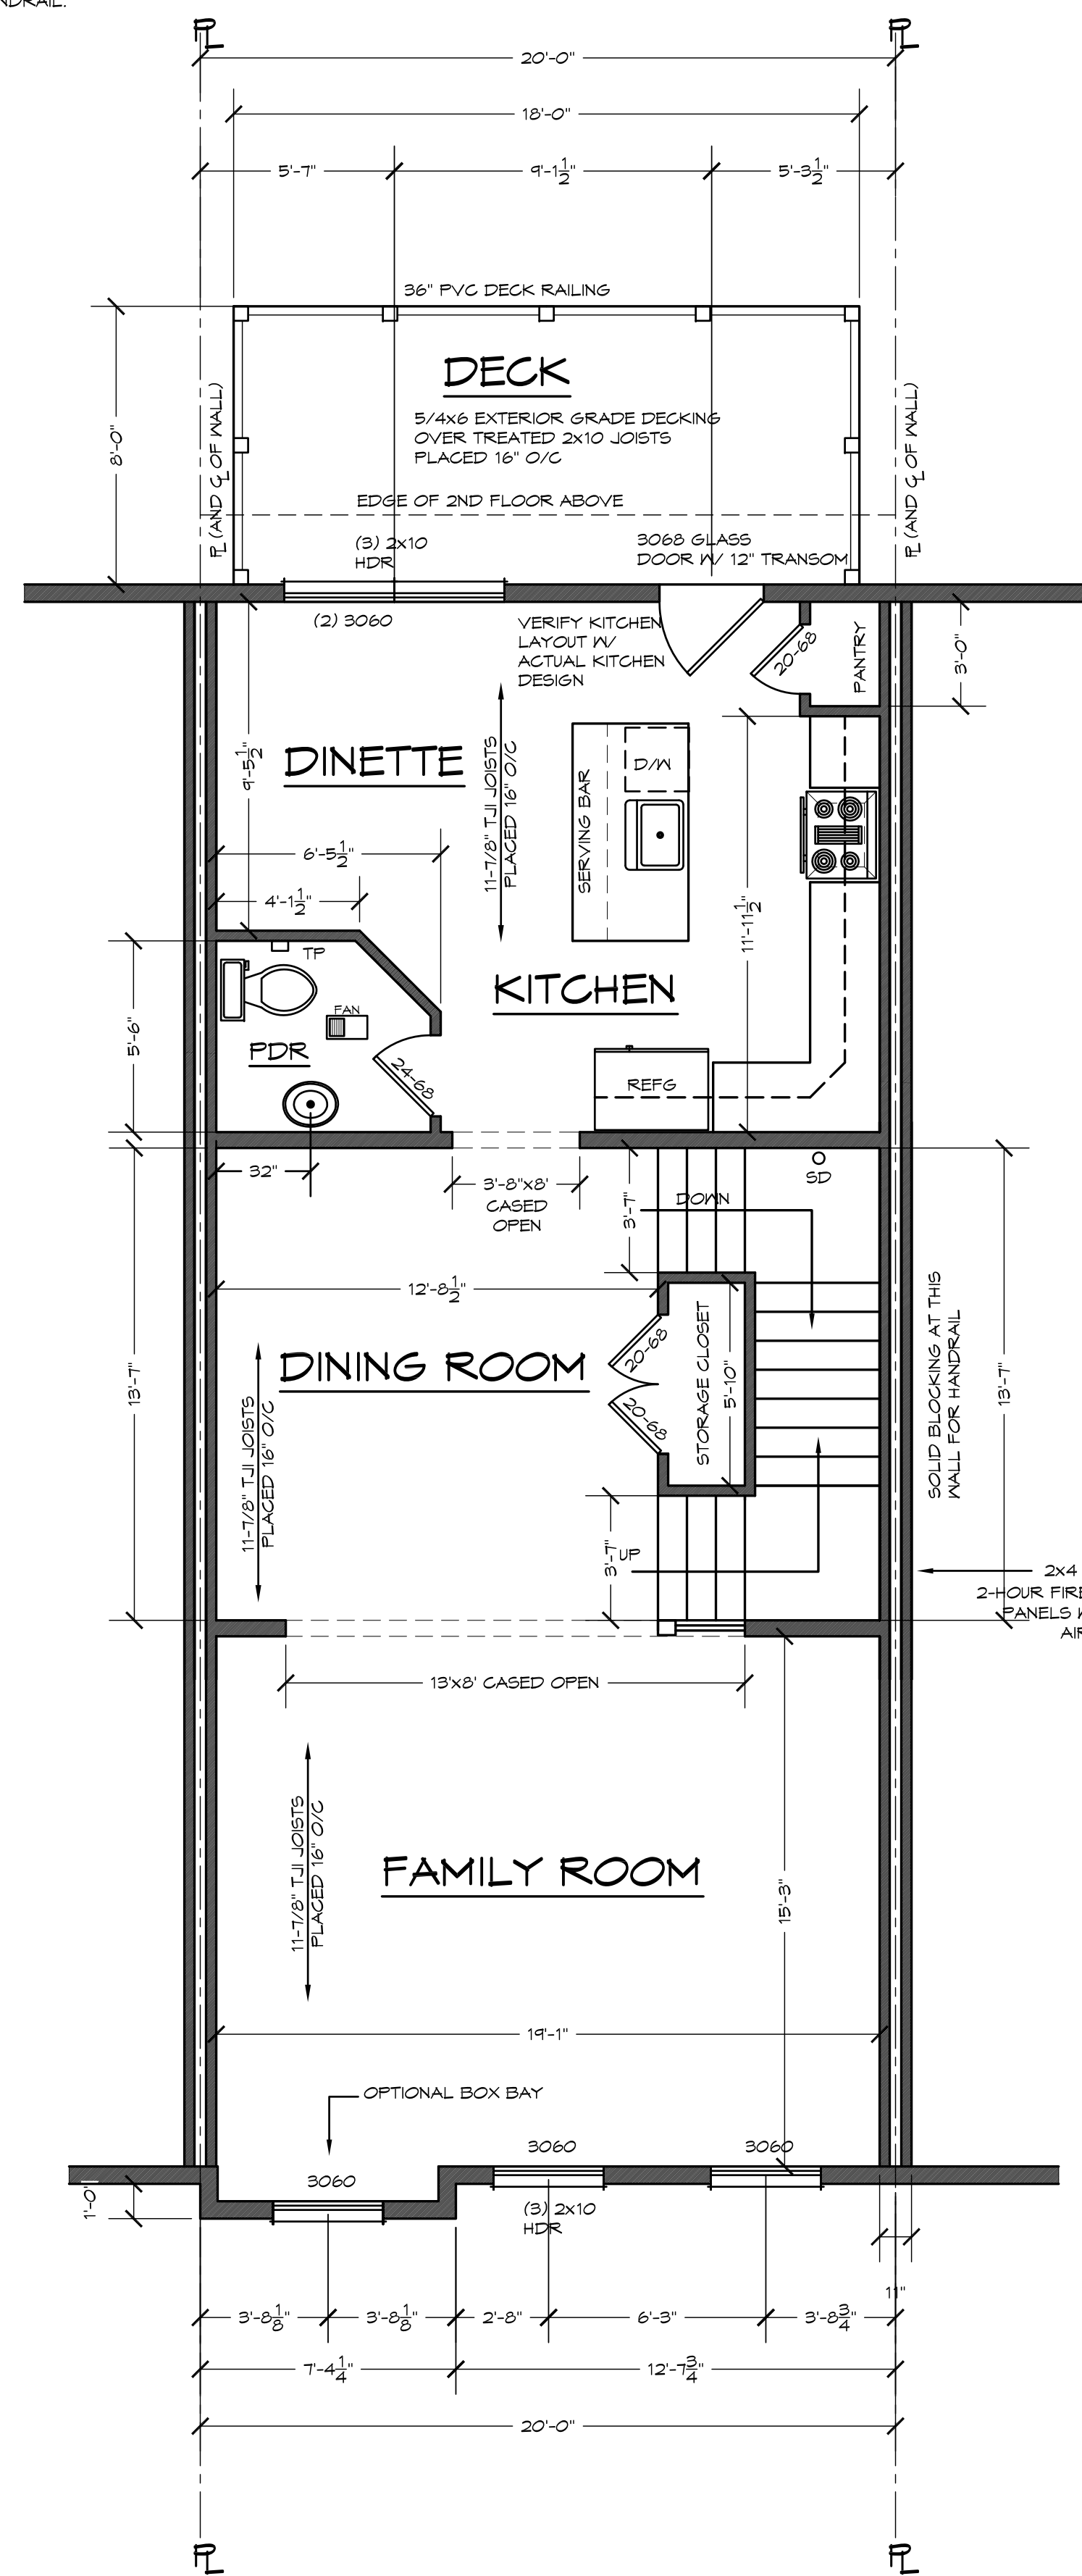 NDRAIL.
PL
PL
20'-0"
18'-0"
5'-7"
9'-1 1/2"
5'-3 1/2"
36" PVC DECK RAILING
DECK
5/4x6 EXTERIOR GRADE DECKING
OVER TREATED 2x10 JOISTS
PLACED 16" O/C
8'-0"
PL (AND CL OF WALL)
PL (AND CL OF WALL)
EDGE OF 2ND FLOOR ABOVE
(3) 2x10
HDR
3068 GLASS
DOOR W/ 12" TRANSOM
(2) 3060
VERIFY KITCHEN
LAYOUT W/
ACTUAL KITCHEN
DESIGN
20-68
PANTRY
3'-0"
9'-5 1/2"
DINETTE
11-7/8" TJI JOISTS
PLACED 16" O/C
SERVING BAR
D/W
6'-5 1/2"
4'-1 1/2"
11'-11 1/2"
TP
KITCHEN
FAN
5'-6"
PDR
24-68
REFG
32"
3'-8"x8'
CASED
OPEN
3'-7"
DOWN
SD
12'-8 1/2"
13'-7"
DINING ROOM
11-7/8" TJI JOISTS
PLACED 16" O/C
20-68
20-68
STORAGE CLOSET
5'-10"
SOLID BLOCKING AT THIS
WALL FOR HANDRAIL
13'-7"
3'-7"
UP
2x4
2-HOUR FIRE
PANELS W
AIR
13'x8' CASED OPEN
11-7/8" TJI JOISTS
PLACED 16" O/C
FAMILY ROOM
15'-3"
19'-1"
OPTIONAL BOX BAY
3060
3060
3060
1'-0"
(3) 2x10
HDR
11"
3'-8 1/8"
3'-8 1/8"
2'-8"
6'-3"
3'-8 3/4"
7'-4 1/4"
12'-7 3/4"
20'-0"
PL
PL